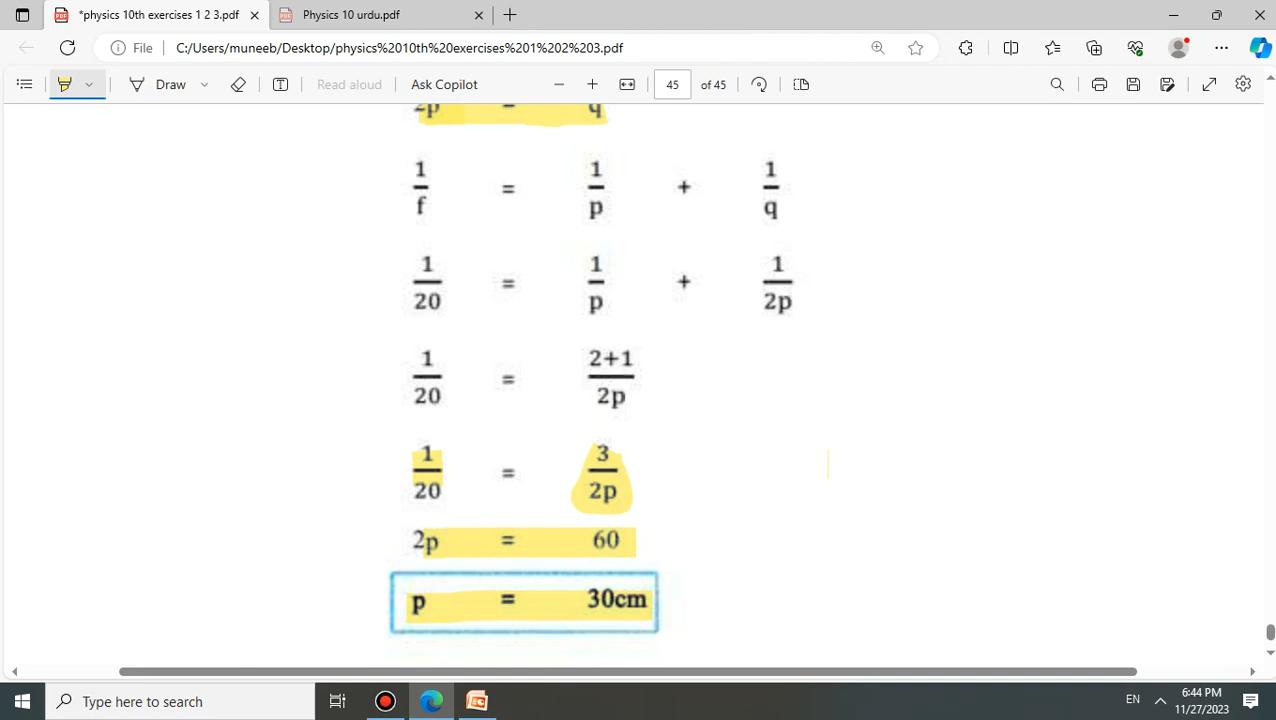 *physics 10th exercises 1 2 3.pdf
Physics 10 urdu.pdf
File C:/Users/muneeb/Desktop/physics%2010th%20exercises%201%202%203.pdf
Draw Read aloud Ask Copilot 45 of 45
2p = q
1/f = 1/p + 1/q
1/20 = 1/p + 1/2p
1/20 = 2+1/2p
1/20 = 3/2p
2p = 60
p = 30cm
Type here to search
EN 6:44 PM
11/27/2023